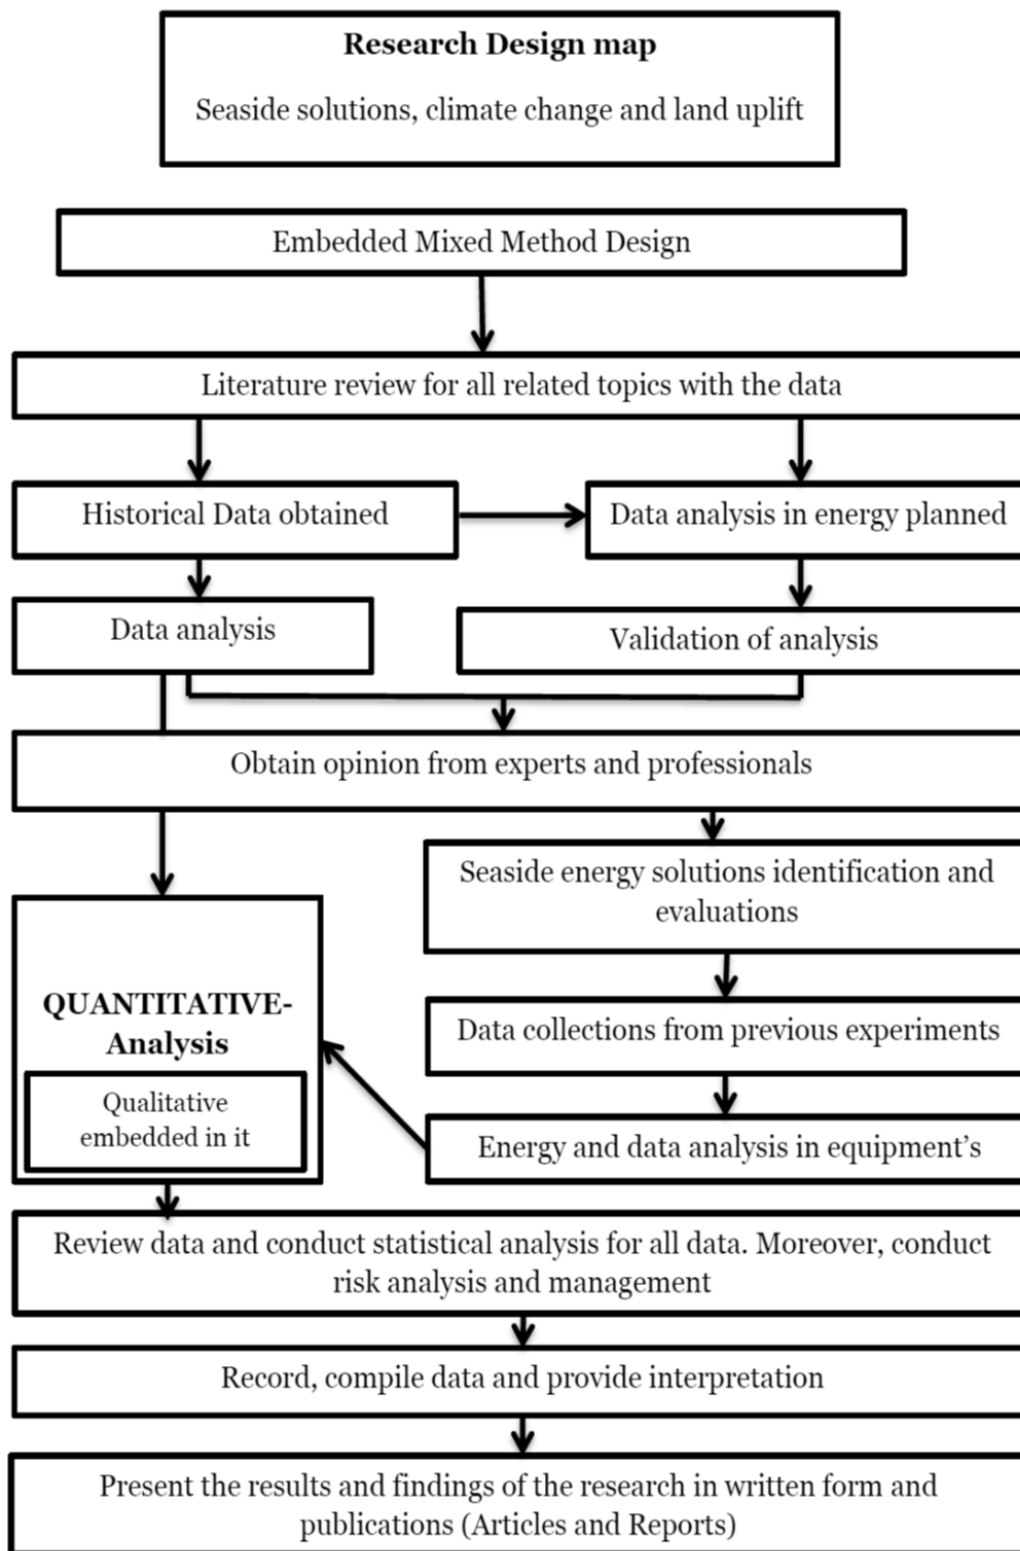 Research Design map
Seaside solutions, climate change and land uplift
Embedded Mixed Method Design
Literature review for all related topics with the data
Historical Data obtained
Data analysis in energy planned
Data analysis
Validation of analysis
Obtain opinion from experts and professionals
Seaside energy solutions identification and
evaluations
QUANTITATIVE-
Analysis
Qualitative
embedded in it
Data collections from previous experiments
Energy and data analysis in equipment’s
Review data and conduct statistical analysis for all data. Moreover, conduct
risk analysis and management
Record, compile data and provide interpretation
Present the results and findings of the research in written form and
publications (Articles and Reports)